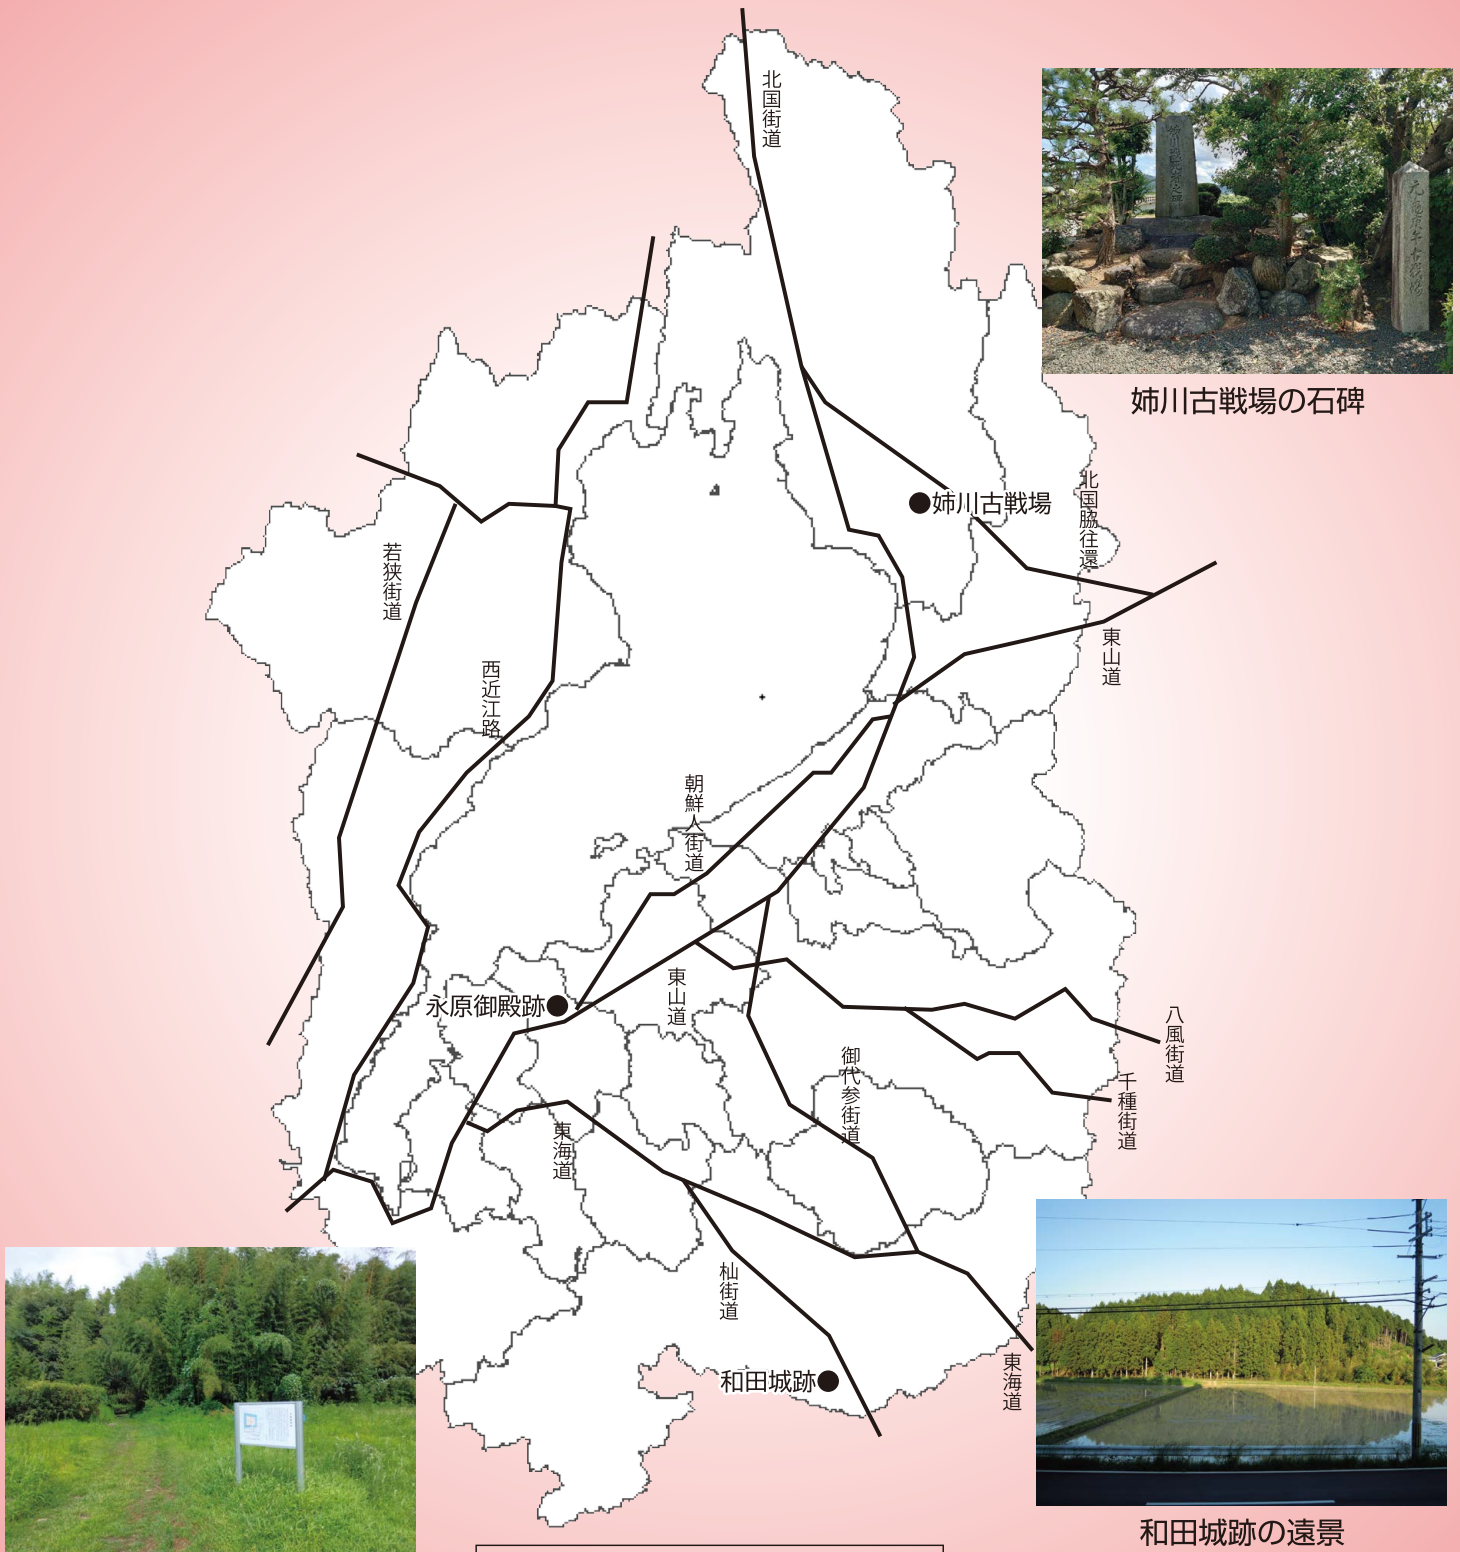 北国街道
姉川古戦場の石碑
姉川古戦場
北国脇往還
若狭街道
東山道
西近江路
朝鮮人街道
永原御殿跡
東山道
八風街道
御代参街道
千種街道
東海道
杣街道
和田城跡
東海道
和田城跡の遠景